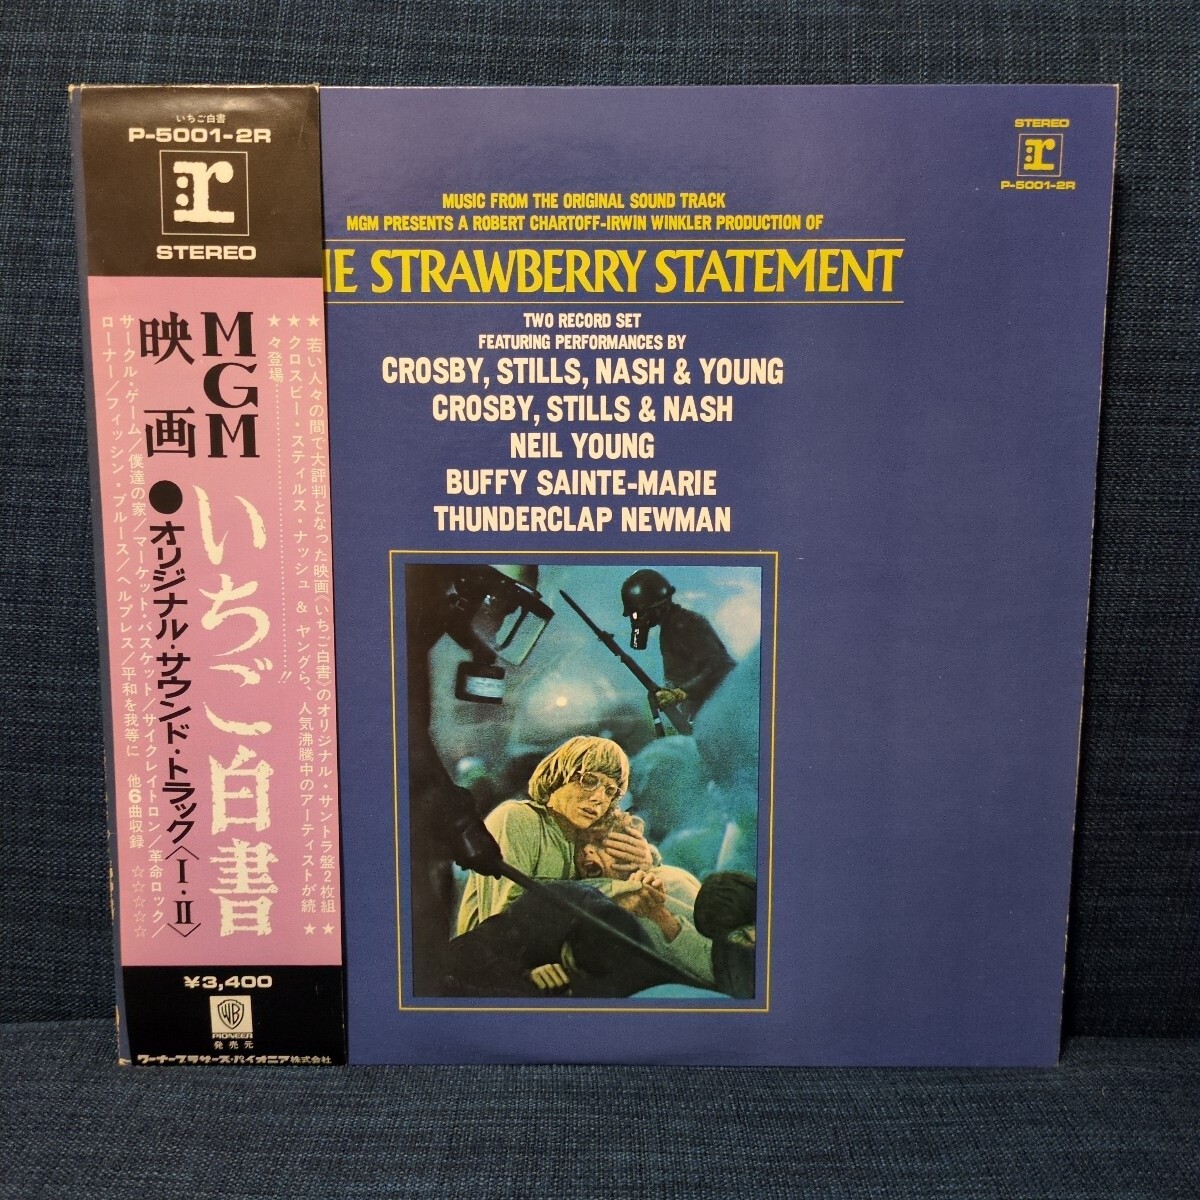 いちご白書
P-5001-2R
r
STEREO
★若い人々の間で大評判となった映画《いちご白書》のオリジナル・サントラ盤2枚組★
★クロスビー・スティルス・ナッシュ & ヤングら、人気沸騰中のアーティストが続★
★々登場……………………!!
MGM いちご白書
映画●オリジナル・サウンド・トラック〈I・II〉
サークル・ゲーム/僕達の家/マーケット・バスケット/サイクレイトロン/革命ロック/
ローナー/フィッシン・ブルース/ヘルプレス/平和を我等に 他6曲収録 ☆☆☆☆☆
¥3,400
WB
PIONEER
発売元
ワーナーブラザーズ・パイオニア株式会社
STEREO
r
P-5001-2R
MUSIC FROM THE ORIGINAL SOUND TRACK
MGM PRESENTS A ROBERT CHARTOFF-IRWIN WINKLER PRODUCTION OF
HE STRAWBERRY STATEMENT
TWO RECORD SET
FEATURING PERFORMANCES BY
CROSBY, STILLS, NASH & YOUNG
CROSBY, STILLS & NASH
NEIL YOUNG
BUFFY SAINTE-MARIE
THUNDERCLAP NEWMAN